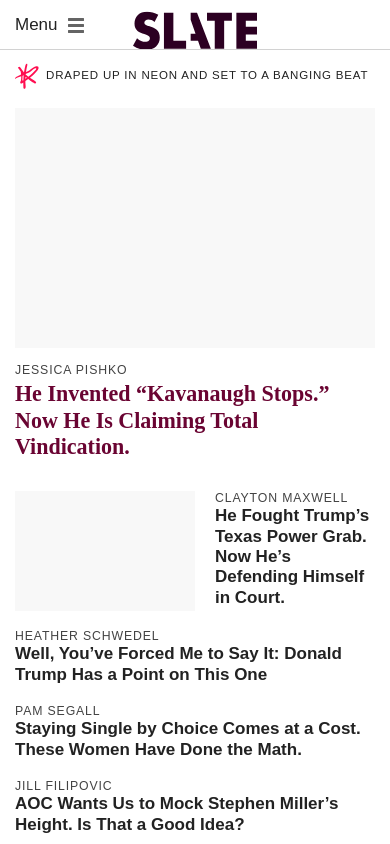 Menu
SLATE
DRAPED UP IN NEON AND SET TO A BANGING BEAT
JESSICA PISHKO
He Invented “Kavanaugh Stops.”
Now He Is Claiming Total
Vindication.
CLAYTON MAXWELL
He Fought Trump’s
Texas Power Grab.
Now He’s
Defending Himself
in Court.
HEATHER SCHWEDEL
Well, You’ve Forced Me to Say It: Donald
Trump Has a Point on This One
PAM SEGALL
Staying Single by Choice Comes at a Cost.
These Women Have Done the Math.
JILL FILIPOVIC
AOC Wants Us to Mock Stephen Miller’s
Height. Is That a Good Idea?